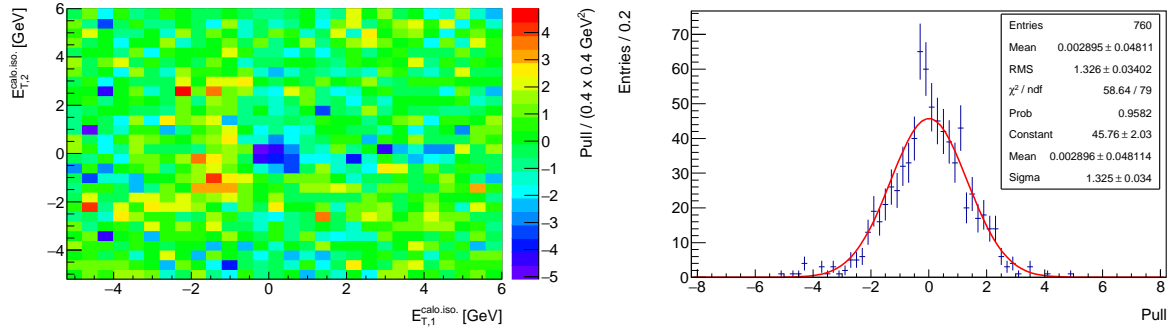 E_{T,2}^{calo.iso.} [GeV]
6
4
2
0
−2
−4
−4 −2 0 2 4 6
E_{T,1}^{calo.iso.} [GeV]
4
3
2
1
0
−1
−2
−3
−4
−5
Pull / (0.4 x 0.4 GeV²)
Entries / 0.2
70
60
50
40
30
20
10
0
−8 −6 −4 −2 0 2 4 6 8
Pull
Entries 760
Mean 0.002895 ± 0.04811
RMS 1.326 ± 0.03402
χ² / ndf 58.64 / 79
Prob 0.9582
Constant 45.76 ± 2.03
Mean 0.002896 ± 0.048114
Sigma 1.325 ± 0.034